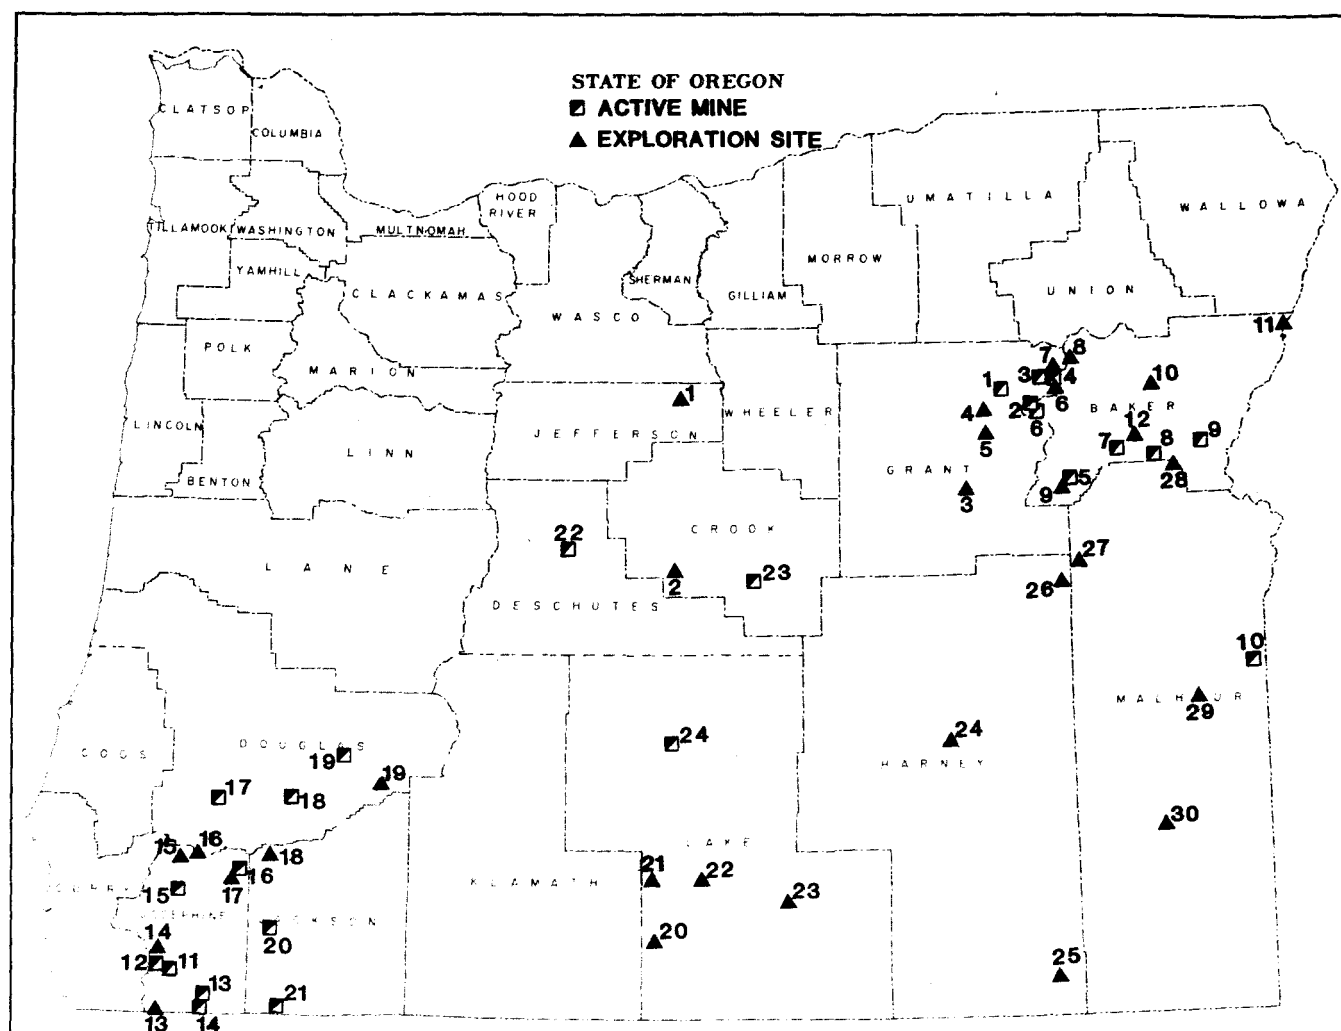 STATE OF OREGON
ACTIVE MINE
EXPLORATION SITE
CLATSOP
COLUMBIA
HOOD
RIVER
UMATILLA
WALLOWA
TILLAMOOK
WASHINGTON
MULTNOMAH
MORROW
YAMHILL
CLACKAMAS
SHERMAN
GILLIAM
UNION
WASCO
11
POLK
MARION
7
8
3
4
10
1
1
6
4
2
6
BAKER
WHEELER
LINCOLN
JEFFERSON
5
12
7
8
9
LINN
GRANT
28
BENTON
3
9
5
22
CROOK
27
LANE
2
23
26
DESCHUTES
10
MALHEUR
29
COOS
DOUGLAS
19
19
24
24
HARNEY
17
18
30
15
16
18
LAKE
CURRY
15
16
17
KLAMATH
21
22
23
JOSEPHINE
JACKSON
14
20
20
12
11
25
13
21
13
14